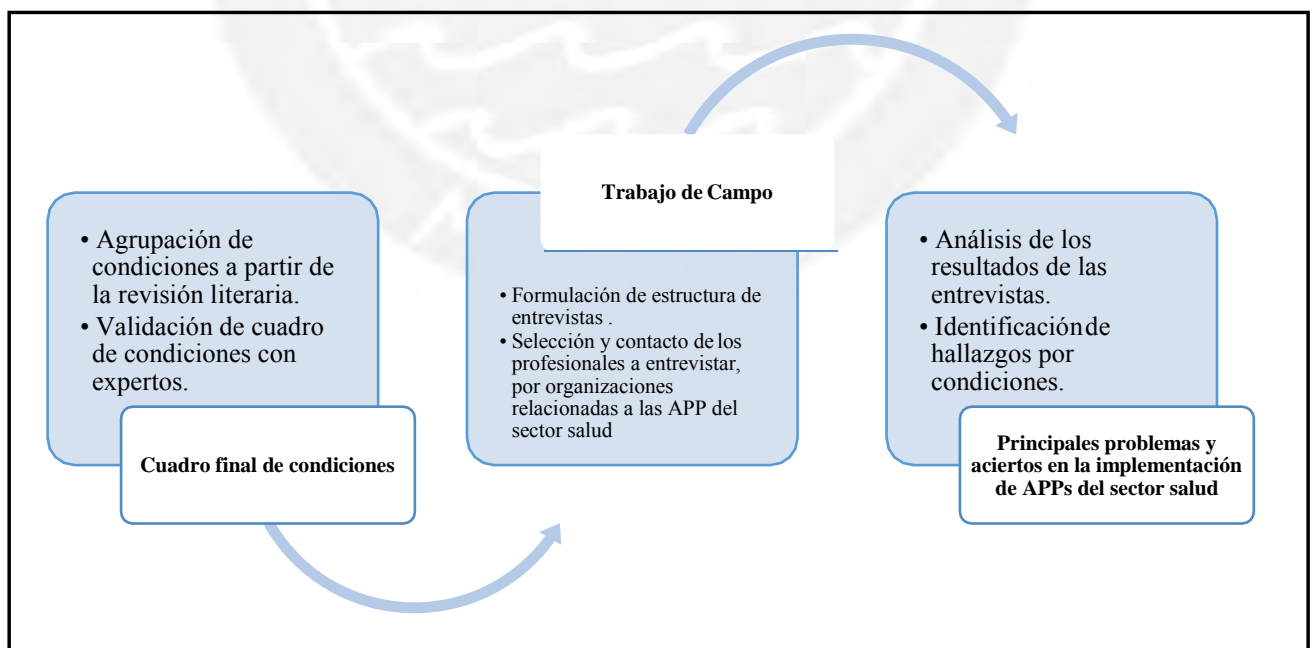 • Agrupación de
condiciones a partir de
la revisión literaria.
• Validación de cuadro
de condiciones con
expertos.
Cuadro final de condiciones
Trabajo de Campo
• Formulación de estructura de
entrevistas .
• Selección y contacto de los
profesionales a entrevistar,
por organizaciones
relacionadas a las APP del
sector salud
• Análisis de los
resultados de las
entrevistas.
• Identificación de
hallazgos por
condiciones.
Principales problemas y
aciertos en la implementación
de APPs del sector salud